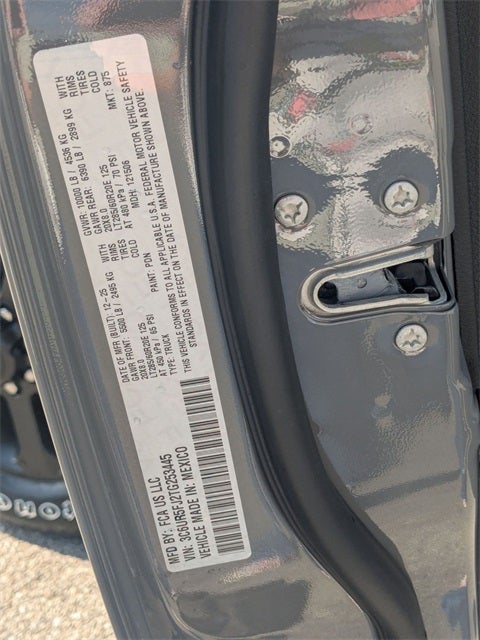 MFD BY: FCA US LLC
VIN: 3C6UR5FJ2TG253445
VEHICLE MADE IN: MEXICO
DATE OF MFR (BUILT): 12-25
GAWR FRONT: 5500 LB / 2495 KG
20X8.0
LT285/60R20E 125
AT 450 kPa / 65 PSI
TYPE: TRUCK
WITH
RIMS
TIRES
COLD
GVWR: 10000 LB / 4536 KG
GAWR REAR: 6390 LB / 2899 KG
20X8.0
LT285/60R20E 125
AT 480 kPa / 70 PSI
WITH
RIMS
TIRES
COLD
PAINT: PDN
MDH: 121506
MKT: 875
THIS VEHICLE CONFORMS TO ALL APPLICABLE U.S.A. FEDERAL MOTOR VEHICLE SAFETY
STANDARDS IN EFFECT ON THE DATE OF MANUFACTURE SHOWN ABOVE.